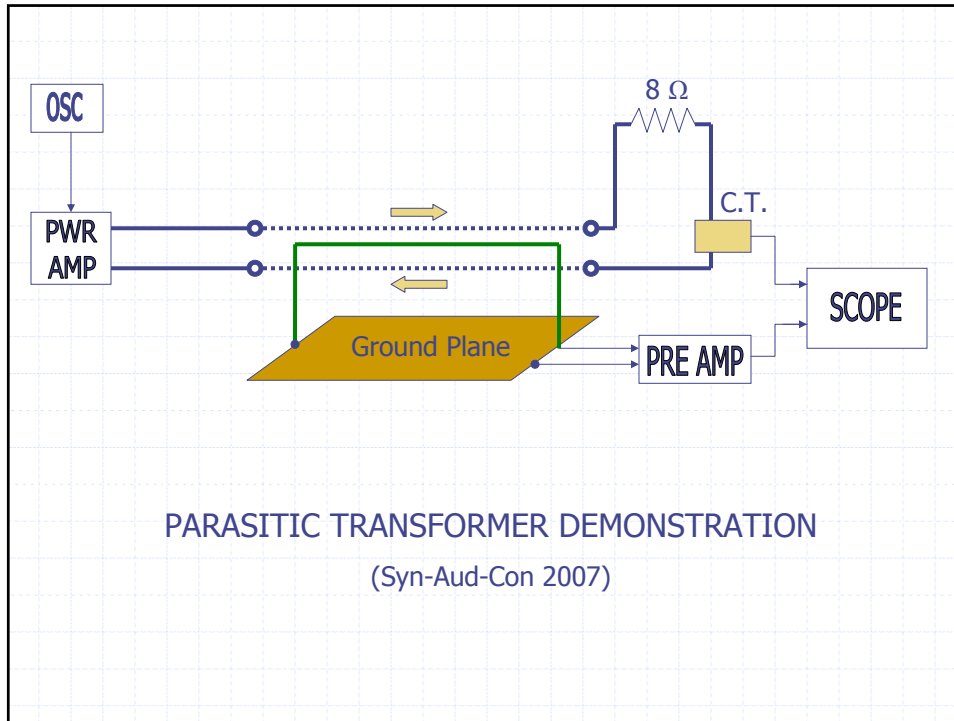 OSC
8 Ω
C.T.
PWR
AMP
SCOPE
Ground Plane
PRE AMP
PARASITIC TRANSFORMER DEMONSTRATION
(Syn-Aud-Con 2007)